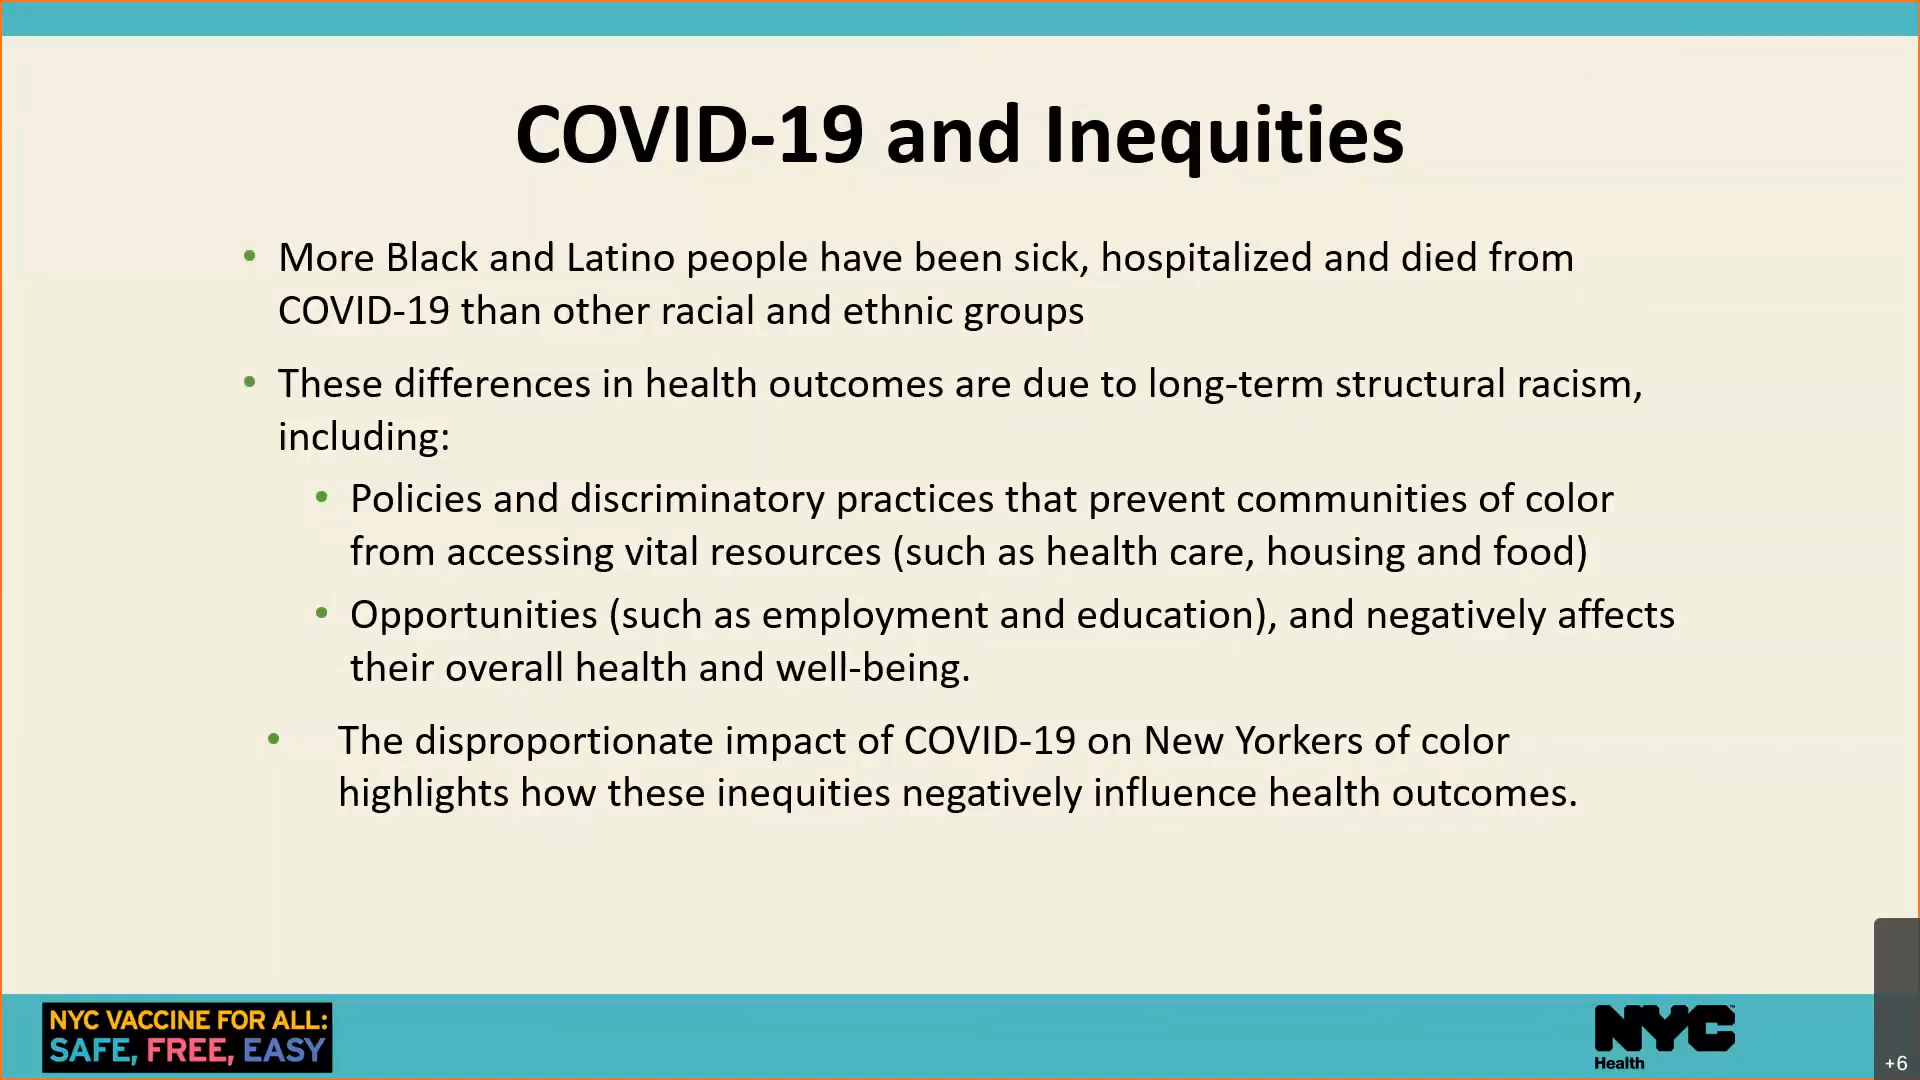 COVID-19 and Inequities
• More Black and Latino people have been sick, hospitalized and died from
COVID-19 than other racial and ethnic groups
• These differences in health outcomes are due to long-term structural racism,
including:
• Policies and discriminatory practices that prevent communities of color
from accessing vital resources (such as health care, housing and food)
• Opportunities (such as employment and education), and negatively affects
their overall health and well-being.
• The disproportionate impact of COVID-19 on New Yorkers of color
highlights how these inequities negatively influence health outcomes.
NYC VACCINE FOR ALL:
SAFE, FREE, EASY
NYC
Health
+6